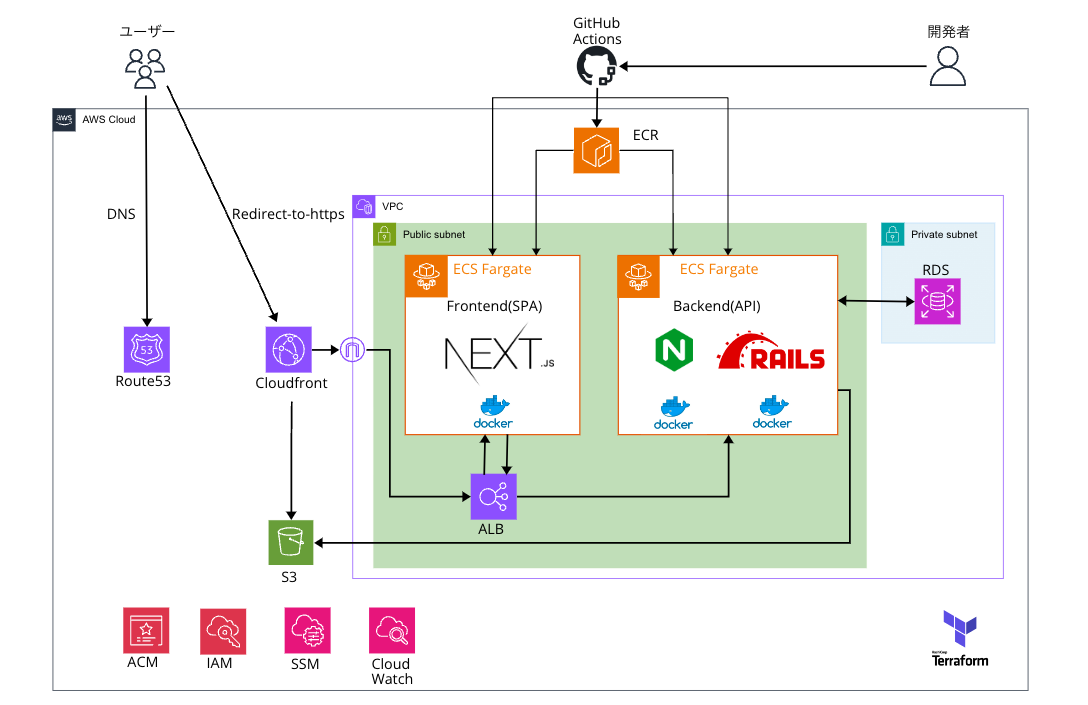 ユーザー
GitHub
Actions
開発者
aws
AWS Cloud
ECR
DNS
Redirect-to-https
VPC
Public subnet
Private subnet
ECS Fargate
ECS Fargate
RDS
Frontend(SPA)
Backend(API)
NEXT.JS
N
RAILS
53
Route53
Cloudfront
docker
docker
docker
ALB
S3
ACM
IAM
SSM
Cloud
Watch
HashiCorp
Terraform